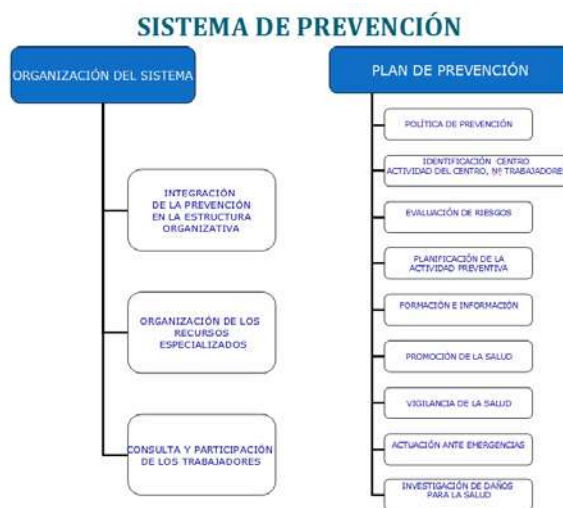 SISTEMA DE PREVENCIÓN
ORGANIZACIÓN DEL SISTEMA
INTEGRACIÓN
DE LA PREVENCIÓN
EN LA ESTRUCTURA
ORGANIZATIVA
ORGANIZACIÓN DE LOS
RECURSOS
ESPECIALIZADOS
CONSULTA Y PARTICIPACIÓN
DE LOS TRABAJADORES
PLAN DE PREVENCIÓN
POLÍTICA DE PREVENCIÓN
IDENTIFICACIÓN CENTRO
ACTIVIDAD DEL CENTRO, Nº TRABAJADORES
EVALUACIÓN DE RIESGOS
PLANIFICACIÓN DE LA
ACTIVIDAD PREVENTIVA
FORMACIÓN E INFORMACIÓN
PROMOCIÓN DE LA SALUD
VIGILANCIA DE LA SALUD
ACTUACIÓN ANTE EMERGENCIAS
INVESTIGACIÓN DE DAÑOS
PARA LA SALUD